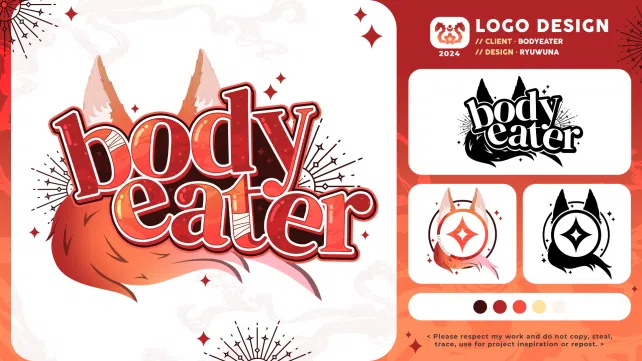 body
eater
2024
LOGO DESIGN
// CLIENT · BODYEATER
// DESIGN · RYUWUNA
body
eater
< Please respect my work and do not copy, steal,
trace, use for project inspiration or repost. >